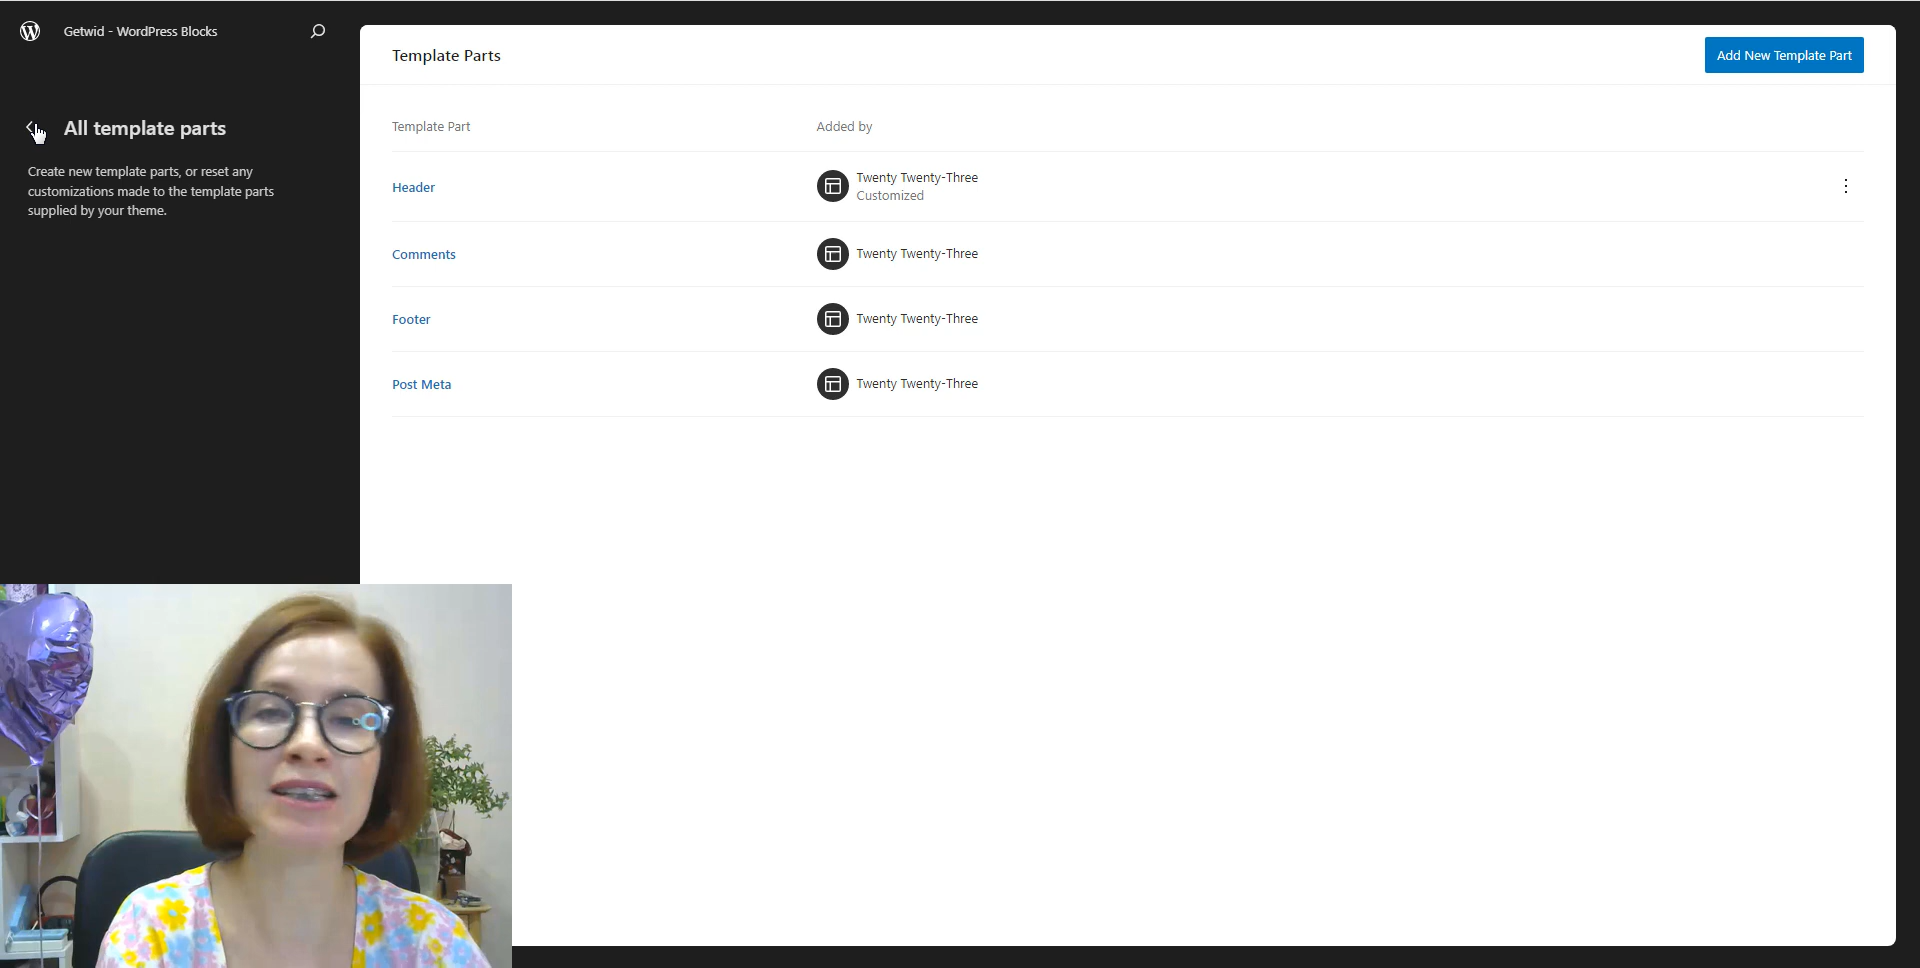 Getwid - WordPress Blocks
All template parts
Create new template parts, or reset any
customizations made to the template parts
supplied by your theme.
Template Parts
Add New Template Part
Template Part
Added by
Header
Twenty Twenty-Three
Customized
Comments
Twenty Twenty-Three
Footer
Twenty Twenty-Three
Post Meta
Twenty Twenty-Three